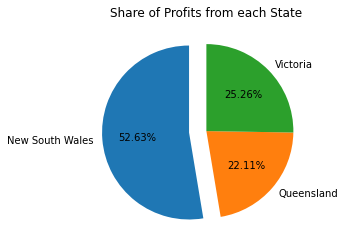 Share of Profits from each State
Victoria
25.26%
New South Wales
52.63%
22.11%
Queensland